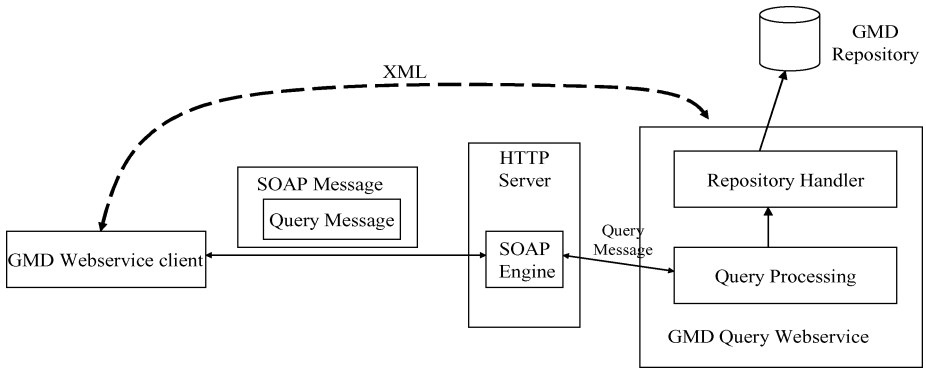 GMD
Repository
XML
HTTP
Server
SOAP Message
Query Message
Repository Handler
GMD Webservice client
SOAP
Engine
Query
Message
Query Processing
GMD Query Webservice